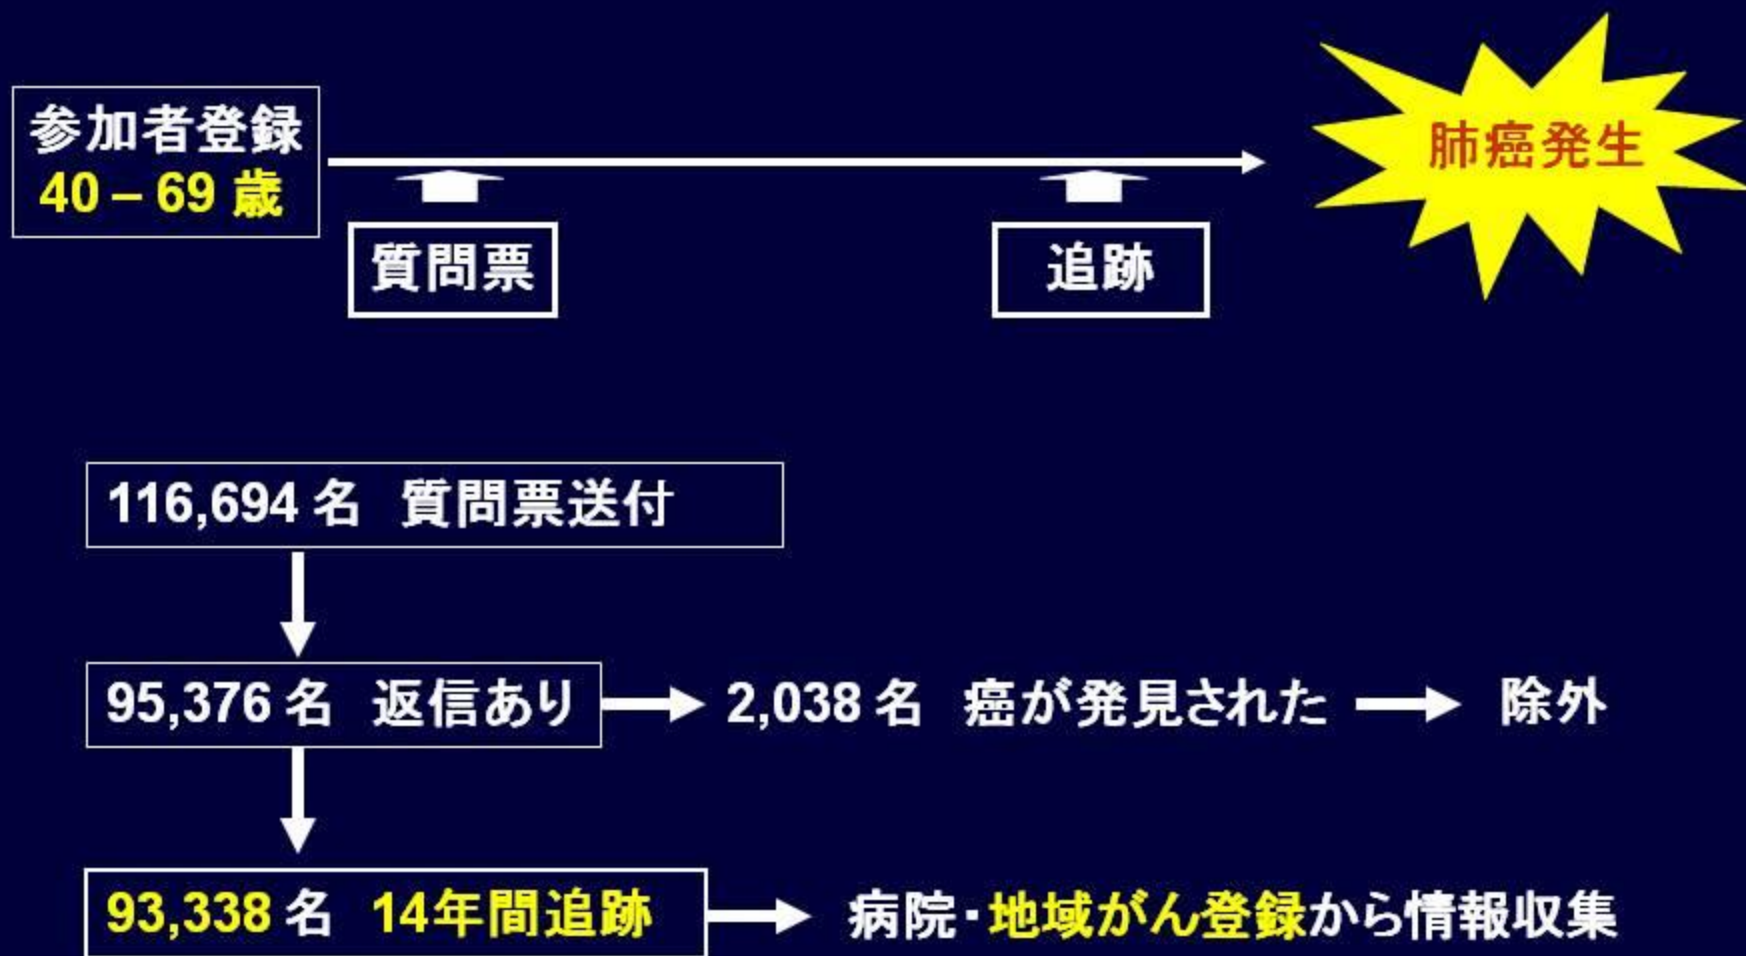 参加者登録
40 – 69 歳
肺癌発生
質問票
追跡
116,694 名 質問票送付
95,376 名 返信あり
2,038 名 癌が発見された
除外
93,338 名 14年間追跡
病院・地域がん登録から情報収集